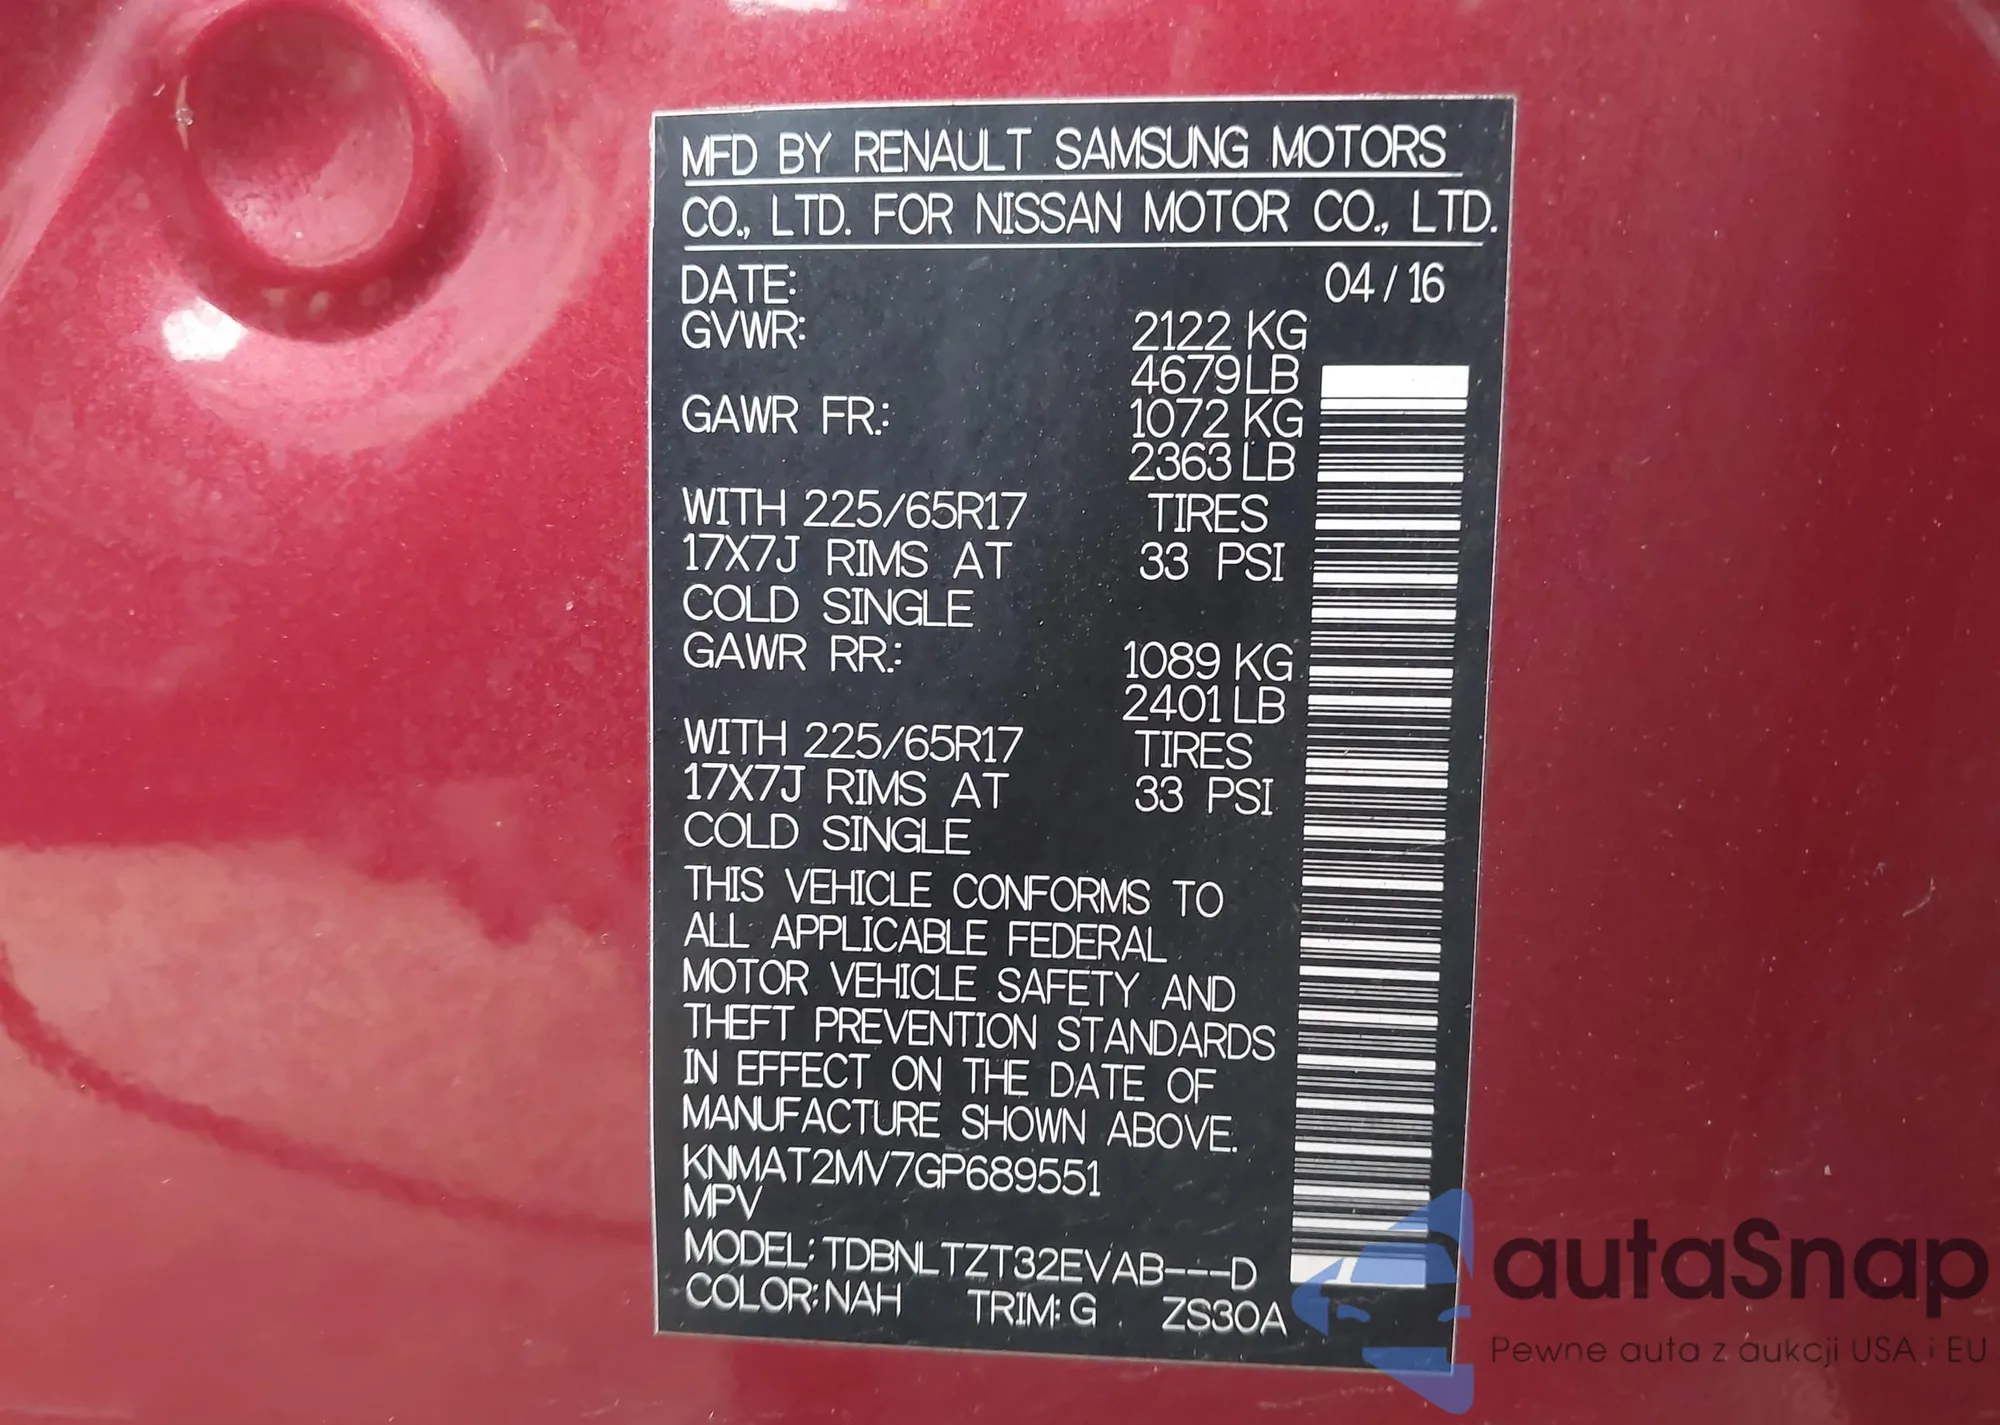 MFD BY RENAULT SAMSUNG MOTORS
CO., LTD. FOR NISSAN MOTOR CO., LTD.
DATE: 04 / 16
GVWR: 2122 KG
4679 LB
GAWR FR.: 1072 KG
2363 LB
WITH 225/65R17 TIRES
17X7J RIMS AT 33 PSI
COLD SINGLE
GAWR RR.: 1089 KG
2401 LB
WITH 225/65R17 TIRES
17X7J RIMS AT 33 PSI
COLD SINGLE
THIS VEHICLE CONFORMS TO
ALL APPLICABLE FEDERAL
MOTOR VEHICLE SAFETY AND
THEFT PREVENTION STANDARDS
IN EFFECT ON THE DATE OF
MANUFACTURE SHOWN ABOVE.
KNMAT2MV7GP689551
MPV
MODEL: TDBNLTZT32EVAB---D
COLOR: NAH TRIM: G ZS30A
autaSnap
Pewne auta z aukcji USA i EU